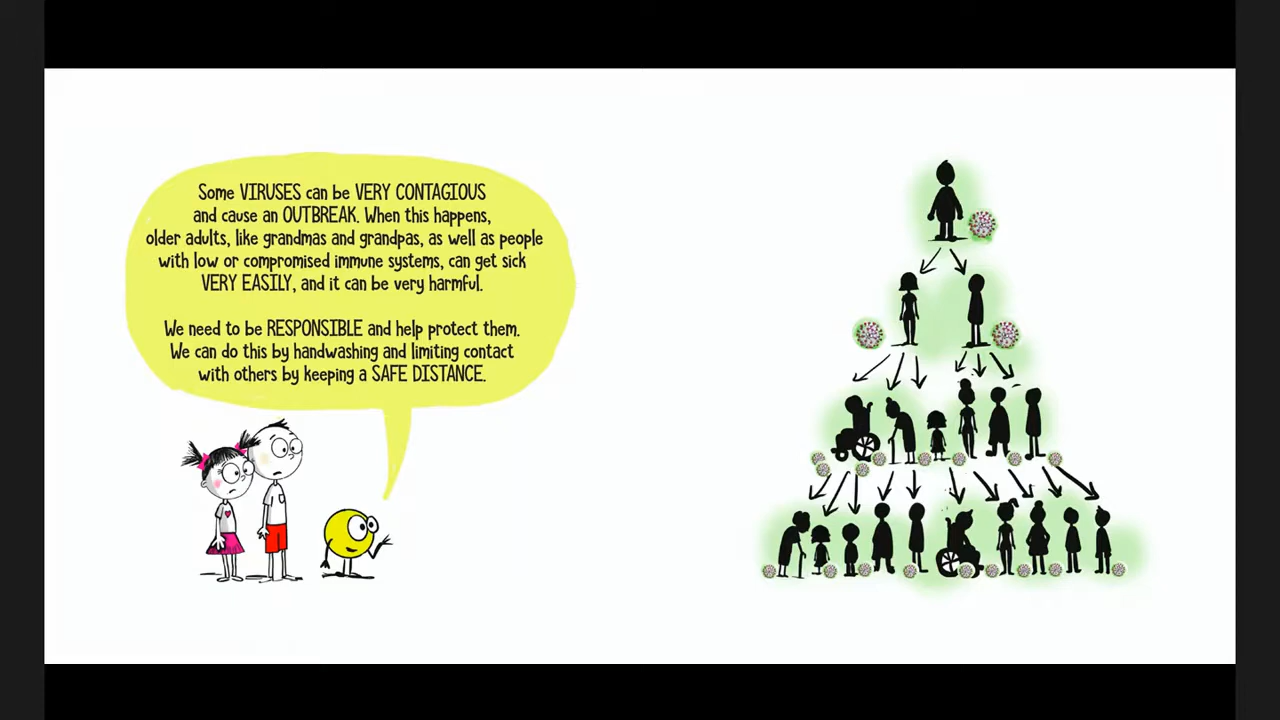 Some VIRUSES can be VERY CONTAGIOUS
and cause an OUTBREAK. When this happens,
older adults, like grandmas and grandpas, as well as people
with low or compromised immune systems, can get sick
VERY EASILY, and it can be very harmful.
We need to be RESPONSIBLE and help protect them.
We can do this by handwashing and limiting contact
with others by keeping a SAFE DISTANCE.